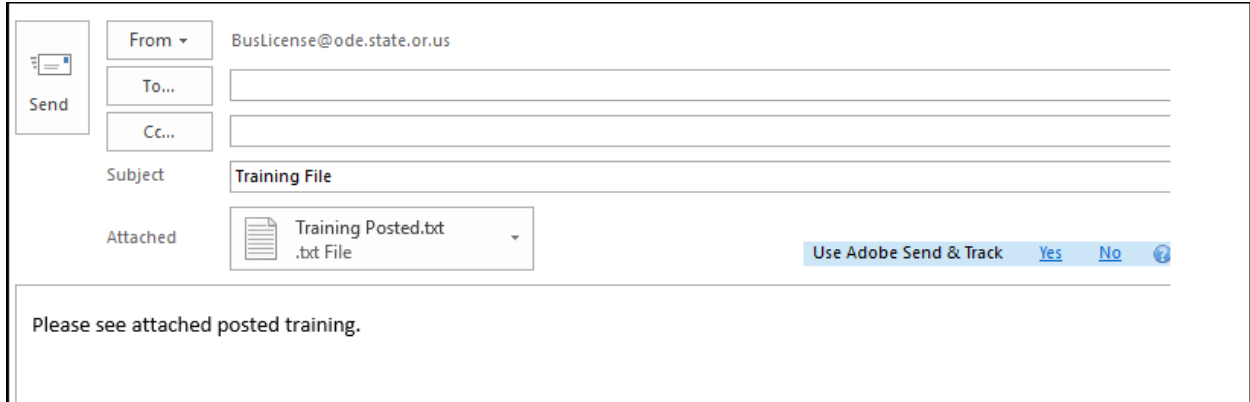 From
BusLicense@ode.state.or.us
To...
Send
Cc...
Subject
Training File
Attached
Training Posted.txt
.txt File
Use Adobe Send & Track Yes No ?
Please see attached posted training.